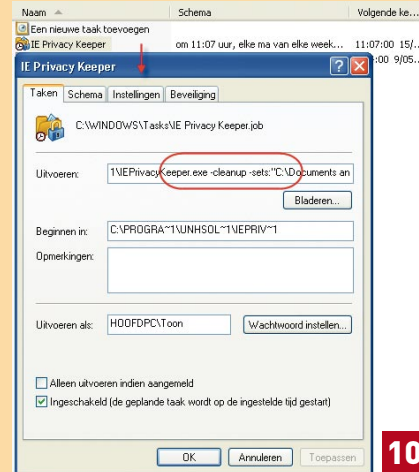 Naam Schema Volgende ke...
Een nieuwe taak toevoegen
IE Privacy Keeper om 11:07 uur, elke ma van elke week... 11:07:00 15/...
:00 9/05..
IE Privacy Keeper
Taken Schema Instellingen Beveiliging
C:\WINDOWS\Tasks\IE Privacy Keeper.job
Uitvoeren: 1\IEPrivacyKeeper.exe -cleanup -sets:"C:\Documents an
Bladeren...
Beginnen in: C:\PROGRA~1\UNHSOL~1\IEPRIV~1
Opmerkingen:
Uitvoeren als: HOOFDPC\Toon Wachtwoord instellen...
Alleen uitvoeren indien aangemeld
Ingeschakeld (de geplande taak wordt op de ingestelde tijd gestart)
OK Annuleren Toepassen
10